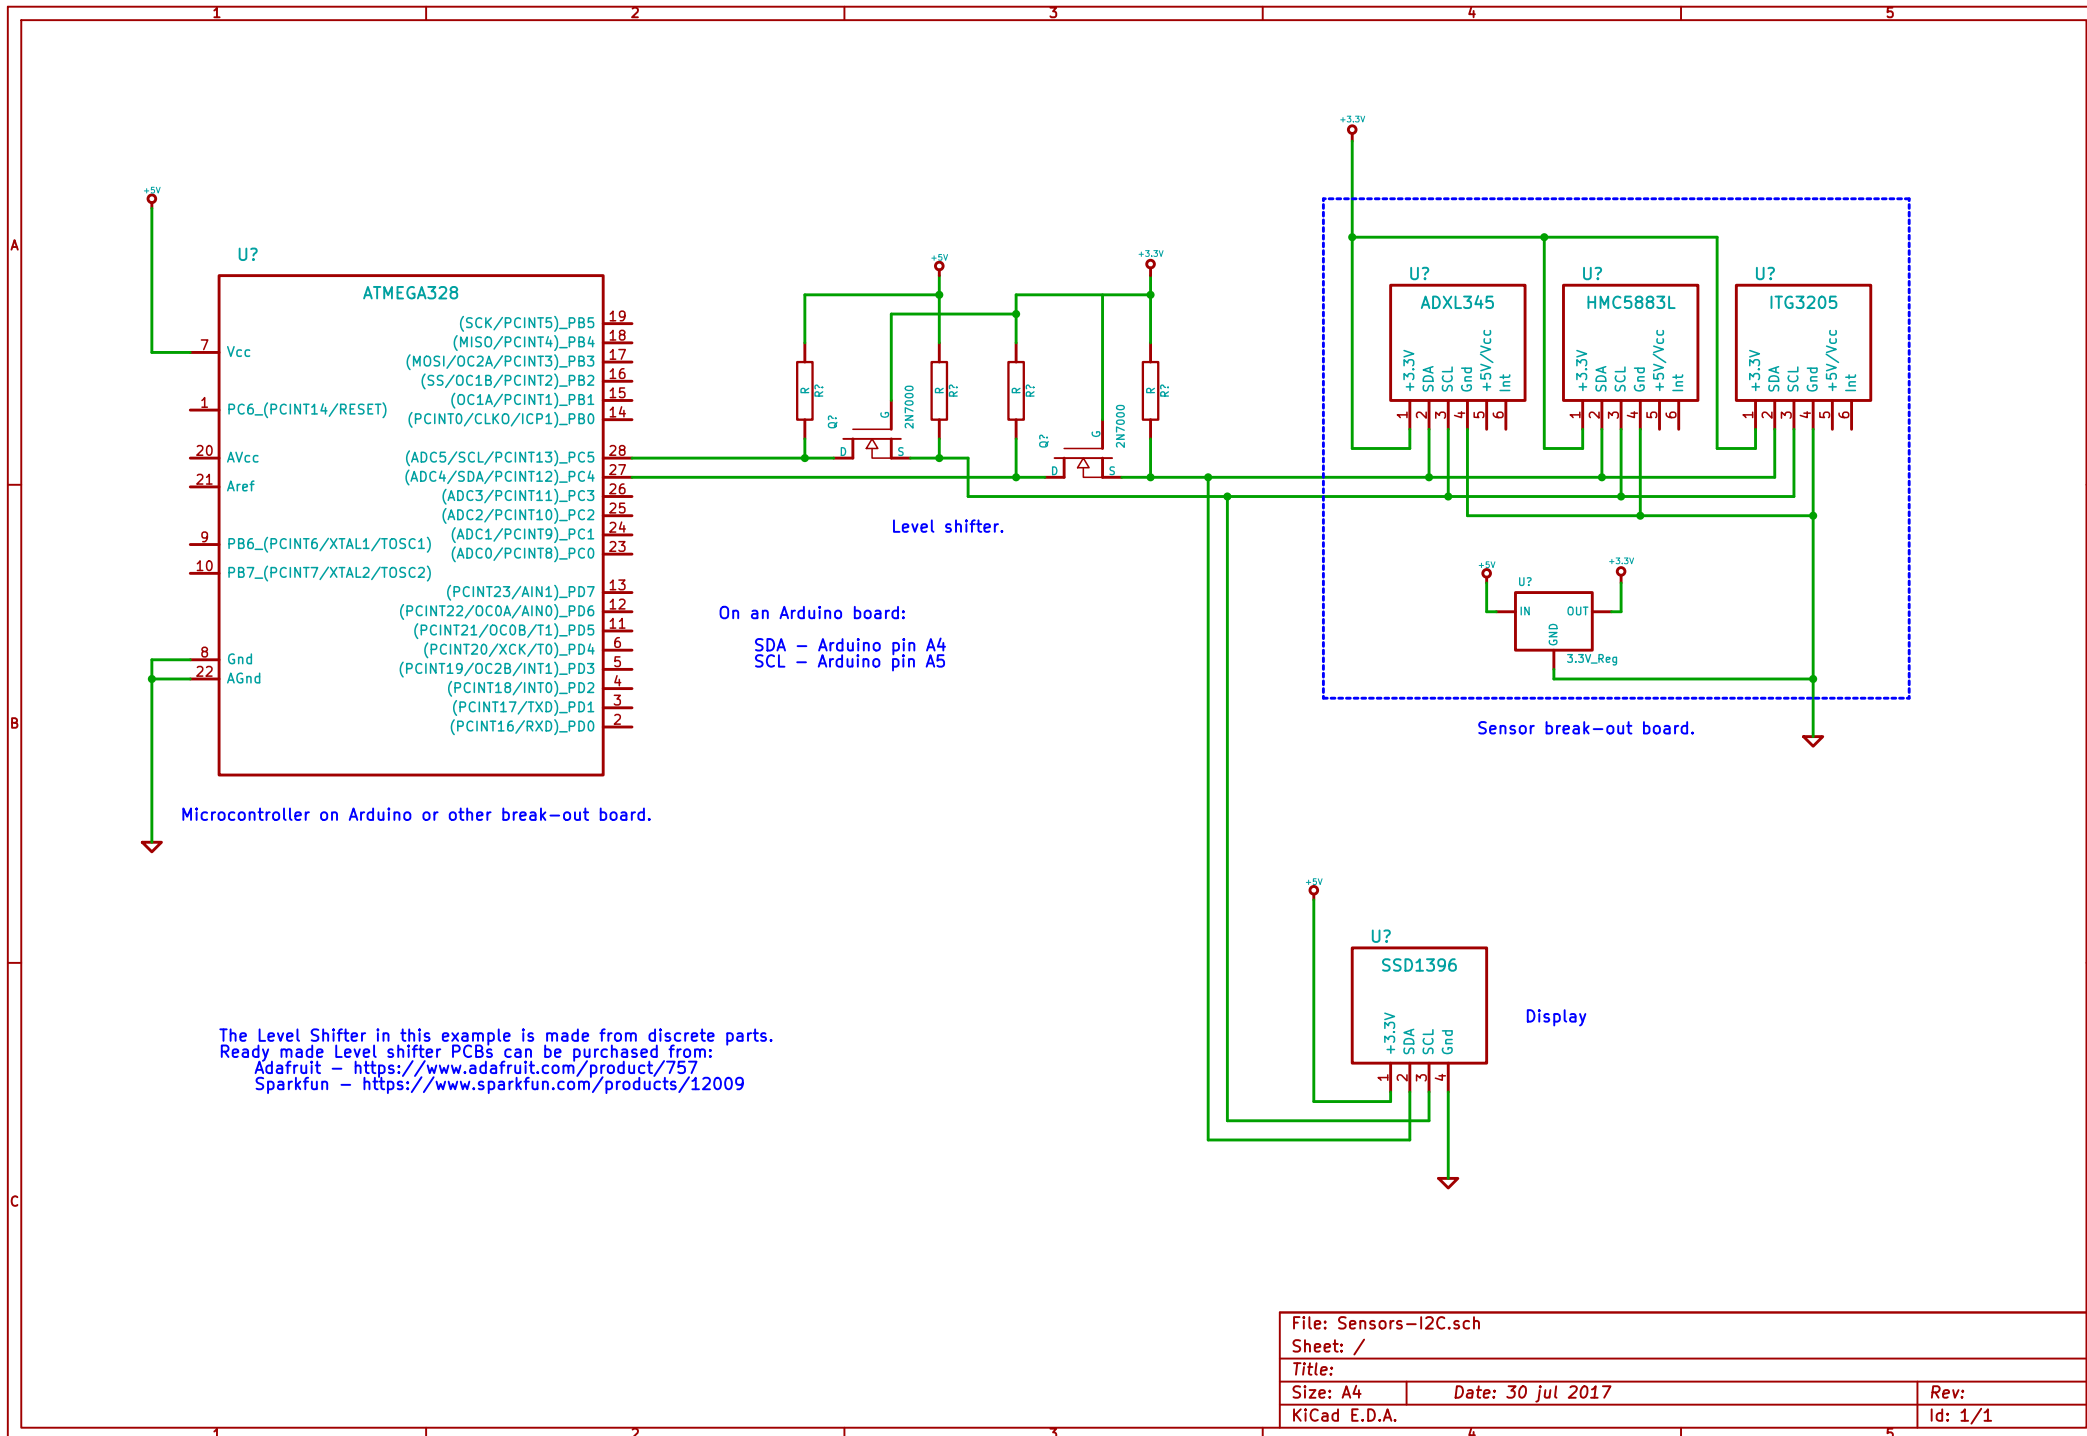 1 2 3 4 5
A
B
C
+5V
U?
ATMEGA328
7 Vcc
1 PC6_(PCINT14/RESET)
20 AVcc
21 Aref
9 PB6_(PCINT6/XTAL1/TOSC1)
10 PB7_(PCINT7/XTAL2/TOSC2)
8 Gnd
22 AGnd
(SCK/PCINT5)_PB5 19
(MISO/PCINT4)_PB4 18
(MOSI/OC2A/PCINT3)_PB3 17
(SS/OC1B/PCINT2)_PB2 16
(OC1A/PCINT1)_PB1 15
(PCINT0/CLKO/ICP1)_PB0 14
(ADC5/SCL/PCINT13)_PC5 28
(ADC4/SDA/PCINT12)_PC4 27
(ADC3/PCINT11)_PC3 26
(ADC2/PCINT10)_PC2 25
(ADC1/PCINT9)_PC1 24
(ADC0/PCINT8)_PC0 23
(PCINT23/AIN1)_PD7 13
(PCINT22/OC0A/AIN0)_PD6 12
(PCINT21/OC0B/T1)_PD5 11
(PCINT20/XCK/T0)_PD4 6
(PCINT19/OC2B/INT1)_PD3 5
(PCINT18/INT0)_PD2 4
(PCINT17/TXD)_PD1 3
(PCINT16/RXD)_PD0 2
Microcontroller on Arduino or other break-out board.
+5V
+3.3V
R R?
Q? D G S 2N7000
R R?
R R?
Q? D G S 2N7000
R R?
Level shifter.
On an Arduino board:
SDA - Arduino pin A4
SCL - Arduino pin A5
+3.3V
U?
ADXL345
+3.3V SDA SCL Gnd +5V/Vcc Int
1 2 3 4 5 6
U?
HMC5883L
+3.3V SDA SCL Gnd +5V/Vcc Int
1 2 3 4 5 6
U?
ITG3205
+3.3V SDA SCL Gnd +5V/Vcc Int
1 2 3 4 5 6
+5V
+3.3V
U?
IN OUT
GND
3.3V_Reg
Sensor break-out board.
+5V
U?
SSD1396
+3.3V SDA SCL Gnd
1 2 3 4
Display
The Level Shifter in this example is made from discrete parts.
Ready made Level shifter PCBs can be purchased from:
Adafruit - https://www.adafruit.com/product/757
Sparkfun - https://www.sparkfun.com/products/12009
File: Sensors-I2C.sch
Sheet: /
Title:
Size: A4 Date: 30 jul 2017 Rev:
KiCad E.D.A. Id: 1/1
1 2 3 4 5